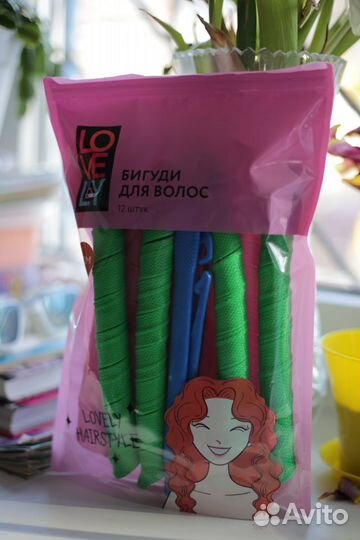 LO
VE
LY
БИГУДИ
ДЛЯ ВОЛОС
12 штук
LOVELY
HAIRSTYLE
Avito